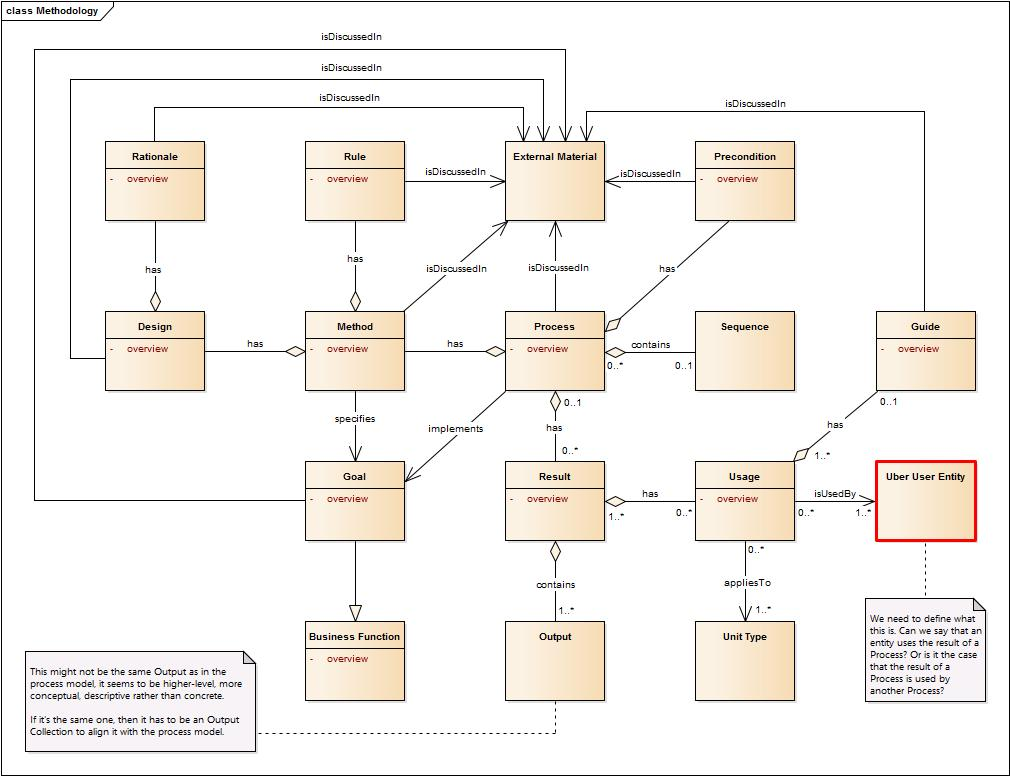 class Methodology
isDiscussedIn
isDiscussedIn
isDiscussedIn
isDiscussedIn
Rationale
- overview
Rule
- overview
isDiscussedIn
External Material
isDiscussedIn
Precondition
- overview
has
has
isDiscussedIn
isDiscussedIn
has
Design
- overview
has
Method
- overview
has
Process
- overview
contains
0..*
0..1
Sequence
Guide
- overview
specifies
implements
0..1
has
0..*
0..1
has
1..*
Goal
- overview
Result
- overview
has
1..*
0..*
Usage
- overview
isUsedBy
0..*
1..*
Uber User Entity
contains
1..*
0..*
appliesTo
1..*
Business Function
- overview
Output
Unit Type
We need to define what
this is. Can we say that an
entity uses the result of a
Process? Or is it the case
that the result of a
Process is used by
another Process?
This might not be the same Output as in the
process model, it seems to be higher-level, more
conceptual, descriptive rather than concrete.
If it's the same one, then it has to be an Output
Collection to align it with the process model.